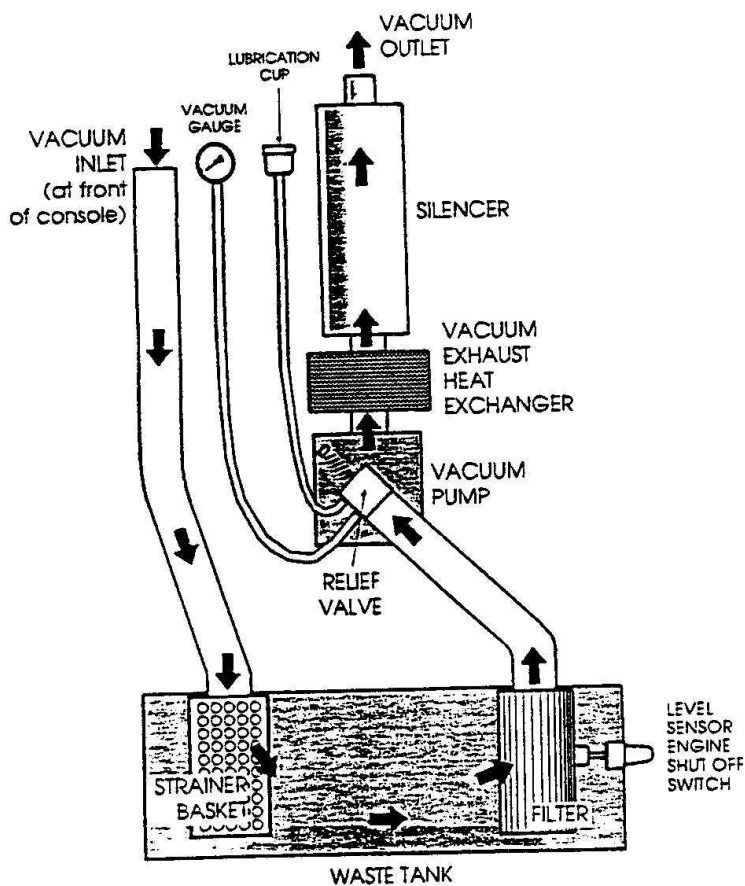 VACUUM
OUTLET
LUBRICATION
CUP
VACUUM
GAUGE
VACUUM
INLET
(at front
of console)
SILENCER
VACUUM
EXHAUST
HEAT
EXCHANGER
VACUUM
PUMP
RELIEF
VALVE
LEVEL
SENSOR
ENGINE
SHUT OFF
SWITCH
STRAINER
BASKET
FILTER
WASTE TANK